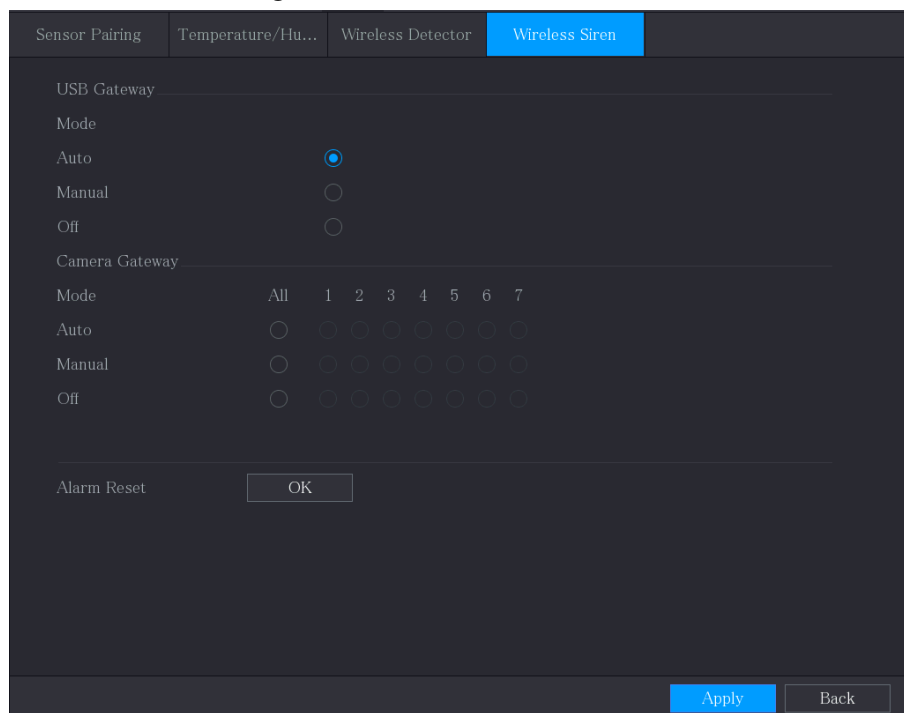 Sensor Pairing Temperature/Hu... Wireless Detector Wireless Siren
USB Gateway
Mode
Auto
Manual
Off
Camera Gateway
Mode All 1 2 3 4 5 6 7
Auto
Manual
Off
Alarm Reset OK
Apply Back